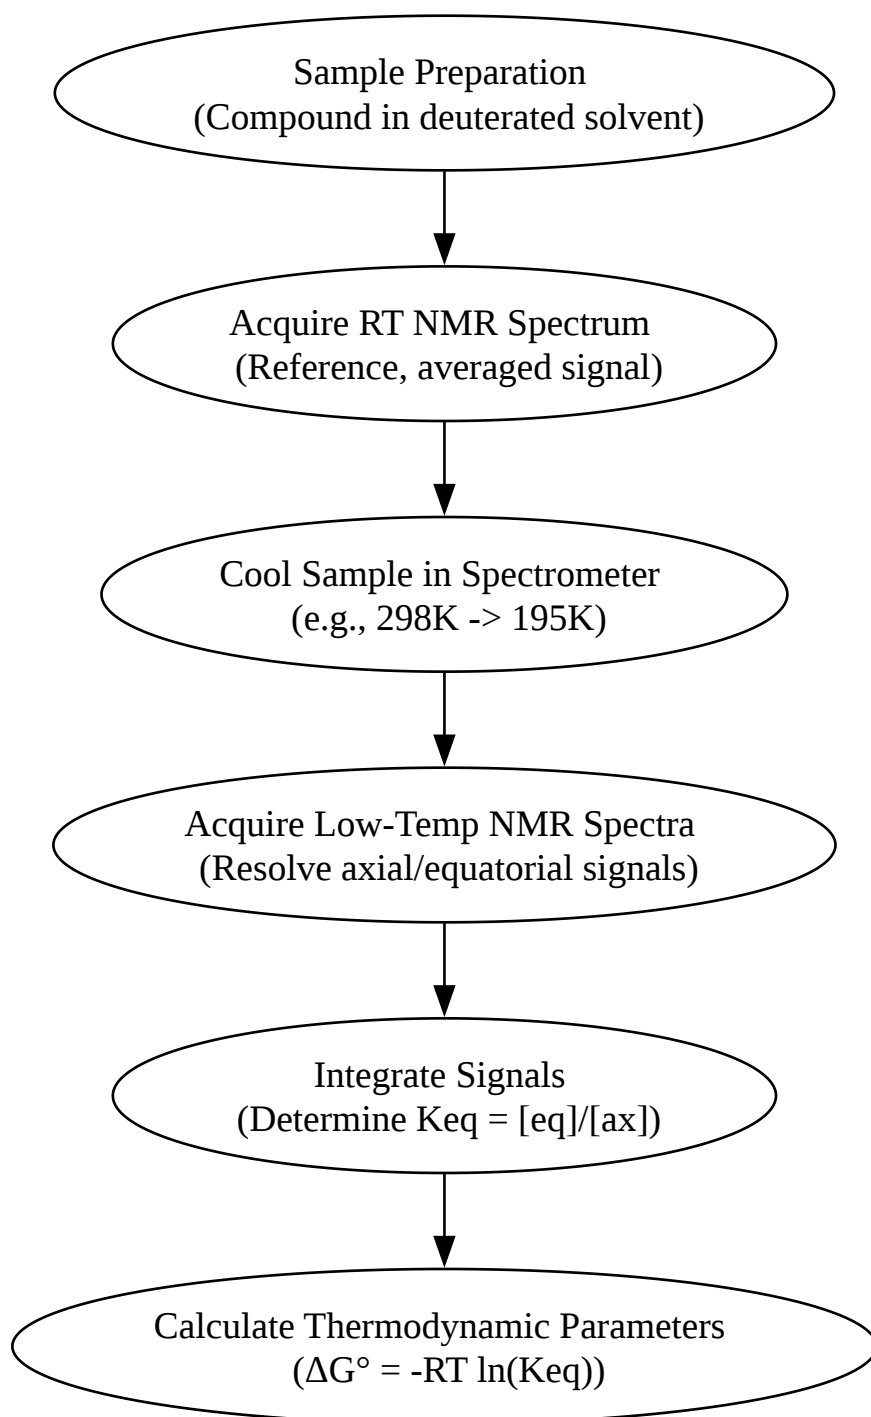 Sample Preparation
(Compound in deuterated solvent)
Acquire RT NMR Spectrum
(Reference, averaged signal)
Cool Sample in Spectrometer
(e.g., 298K -> 195K)
Acquire Low-Temp NMR Spectra
(Resolve axial/equatorial signals)
Integrate Signals
(Determine Keq = [eq]/[ax])
Calculate Thermodynamic Parameters
(ΔG° = -RT ln(Keq))